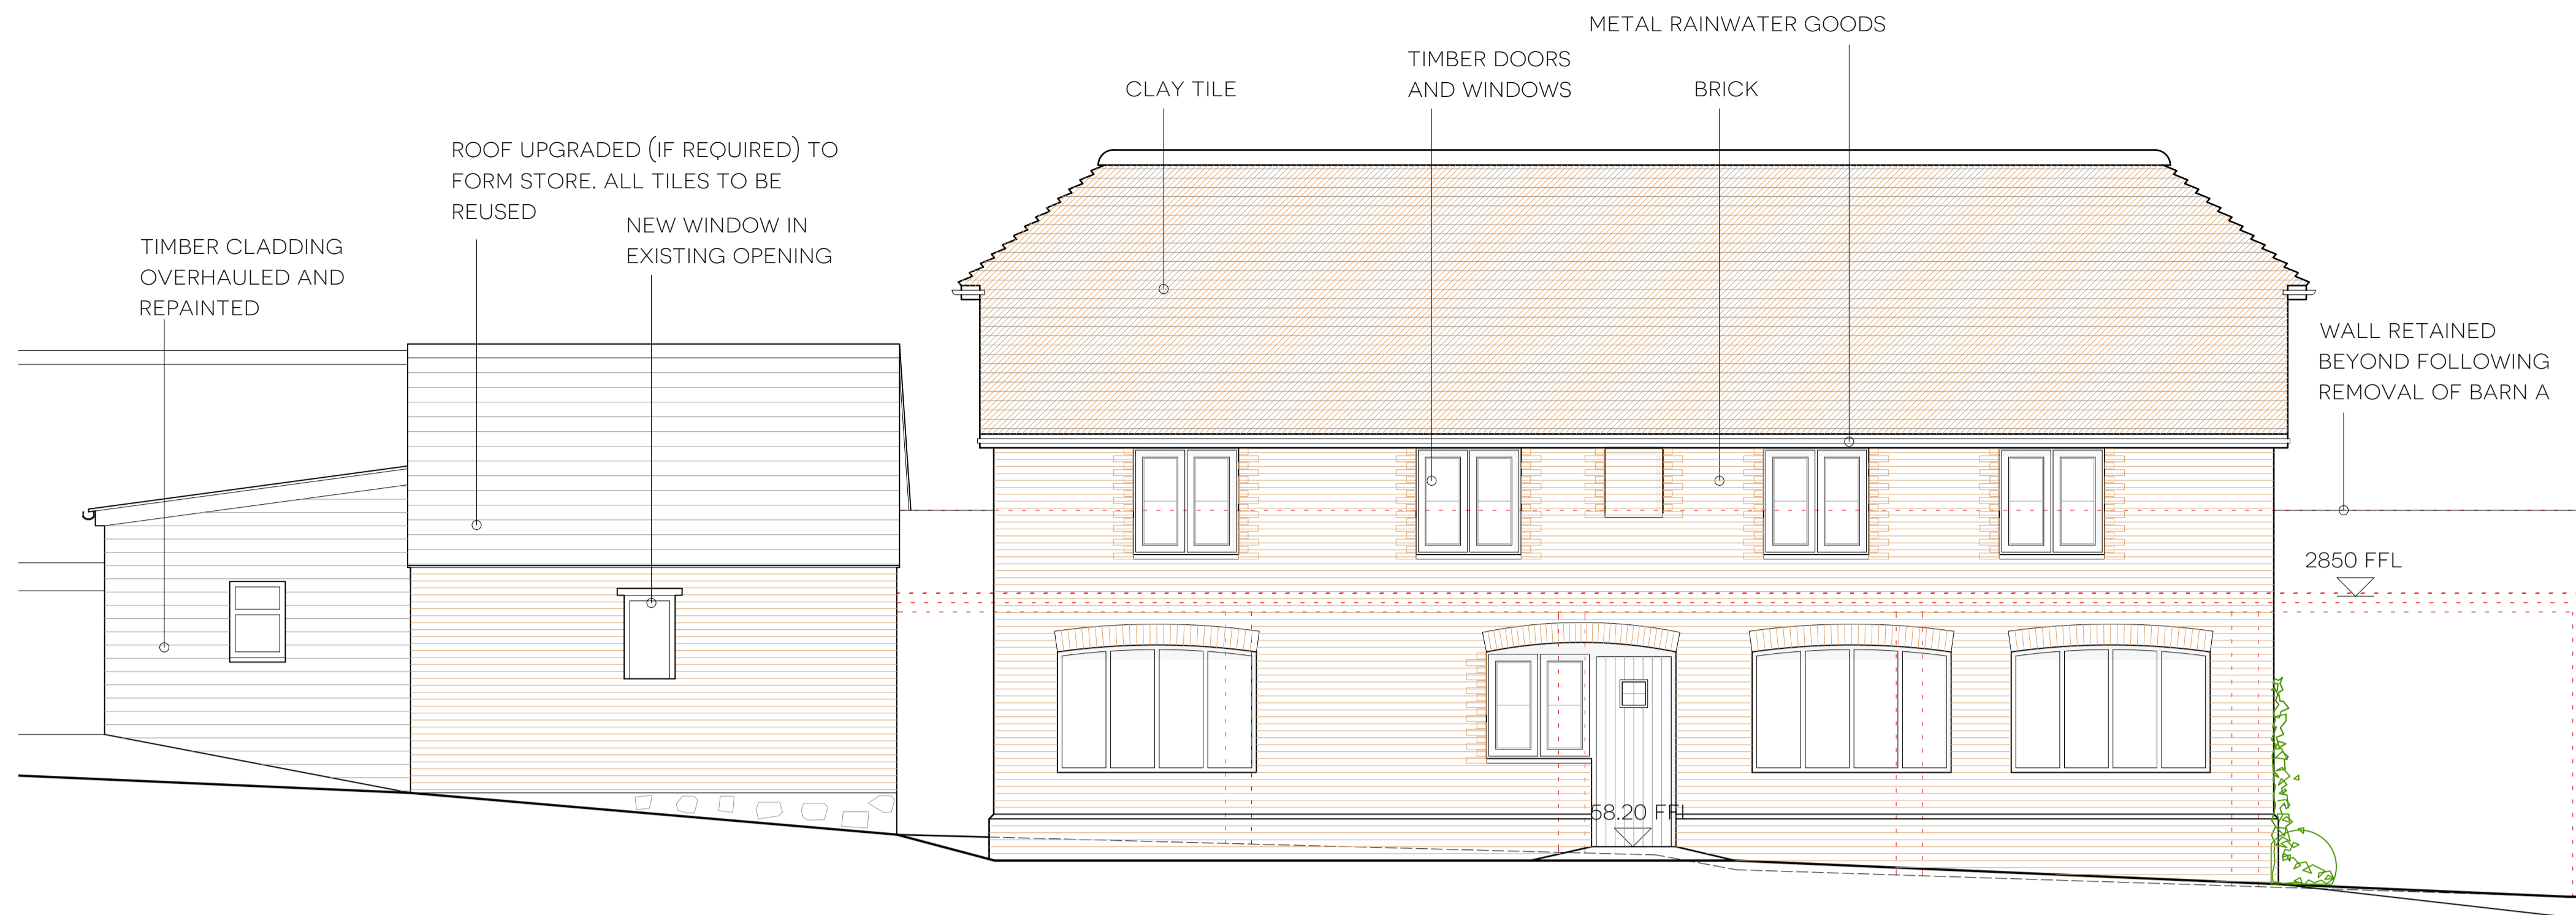 METAL RAINWATER GOODS
TIMBER DOORS
AND WINDOWS
CLAY TILE
BRICK
ROOF UPGRADED (IF REQUIRED) TO
FORM STORE. ALL TILES TO BE
REUSED
NEW WINDOW IN
EXISTING OPENING
TIMBER CLADDING
OVERHAULED AND
REPAINTED
WALL RETAINED
BEYOND FOLLOWING
REMOVAL OF BARN A
2850 FFL
58.20 FFL